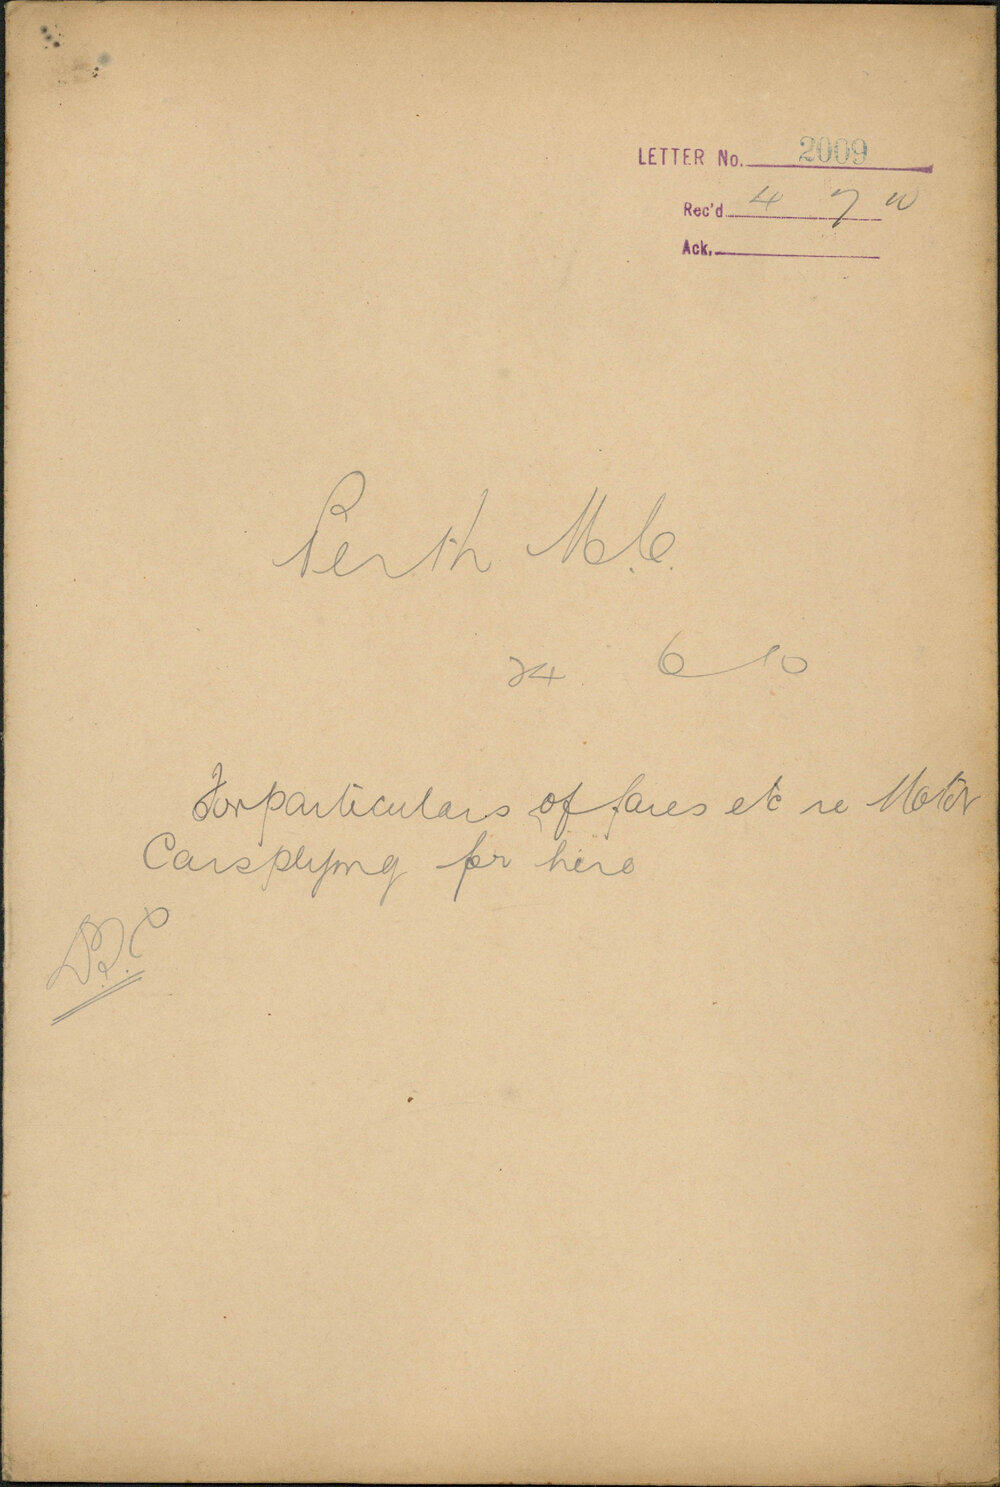 LETTER No. 2009
Rec'd 4 7 10
Ack.
Perth M.C.
24 6 10
For particulars of fares etc re Motor
Cars plying for hire